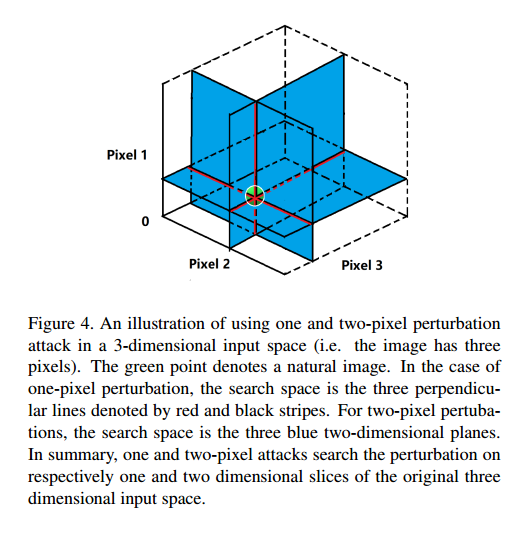 Pixel 1
0
Pixel 2
Pixel 3
Figure 4. An illustration of using one and two-pixel perturbation
attack in a 3-dimensional input space (i.e. the image has three
pixels). The green point denotes a natural image. In the case of
one-pixel perturbation, the search space is the three perpendicu-
lar lines denoted by red and black stripes. For two-pixel pertuba-
tions, the search space is the three blue two-dimensional planes.
In summary, one and two-pixel attacks search the perturbation on
respectively one and two dimensional slices of the original three
dimensional input space.